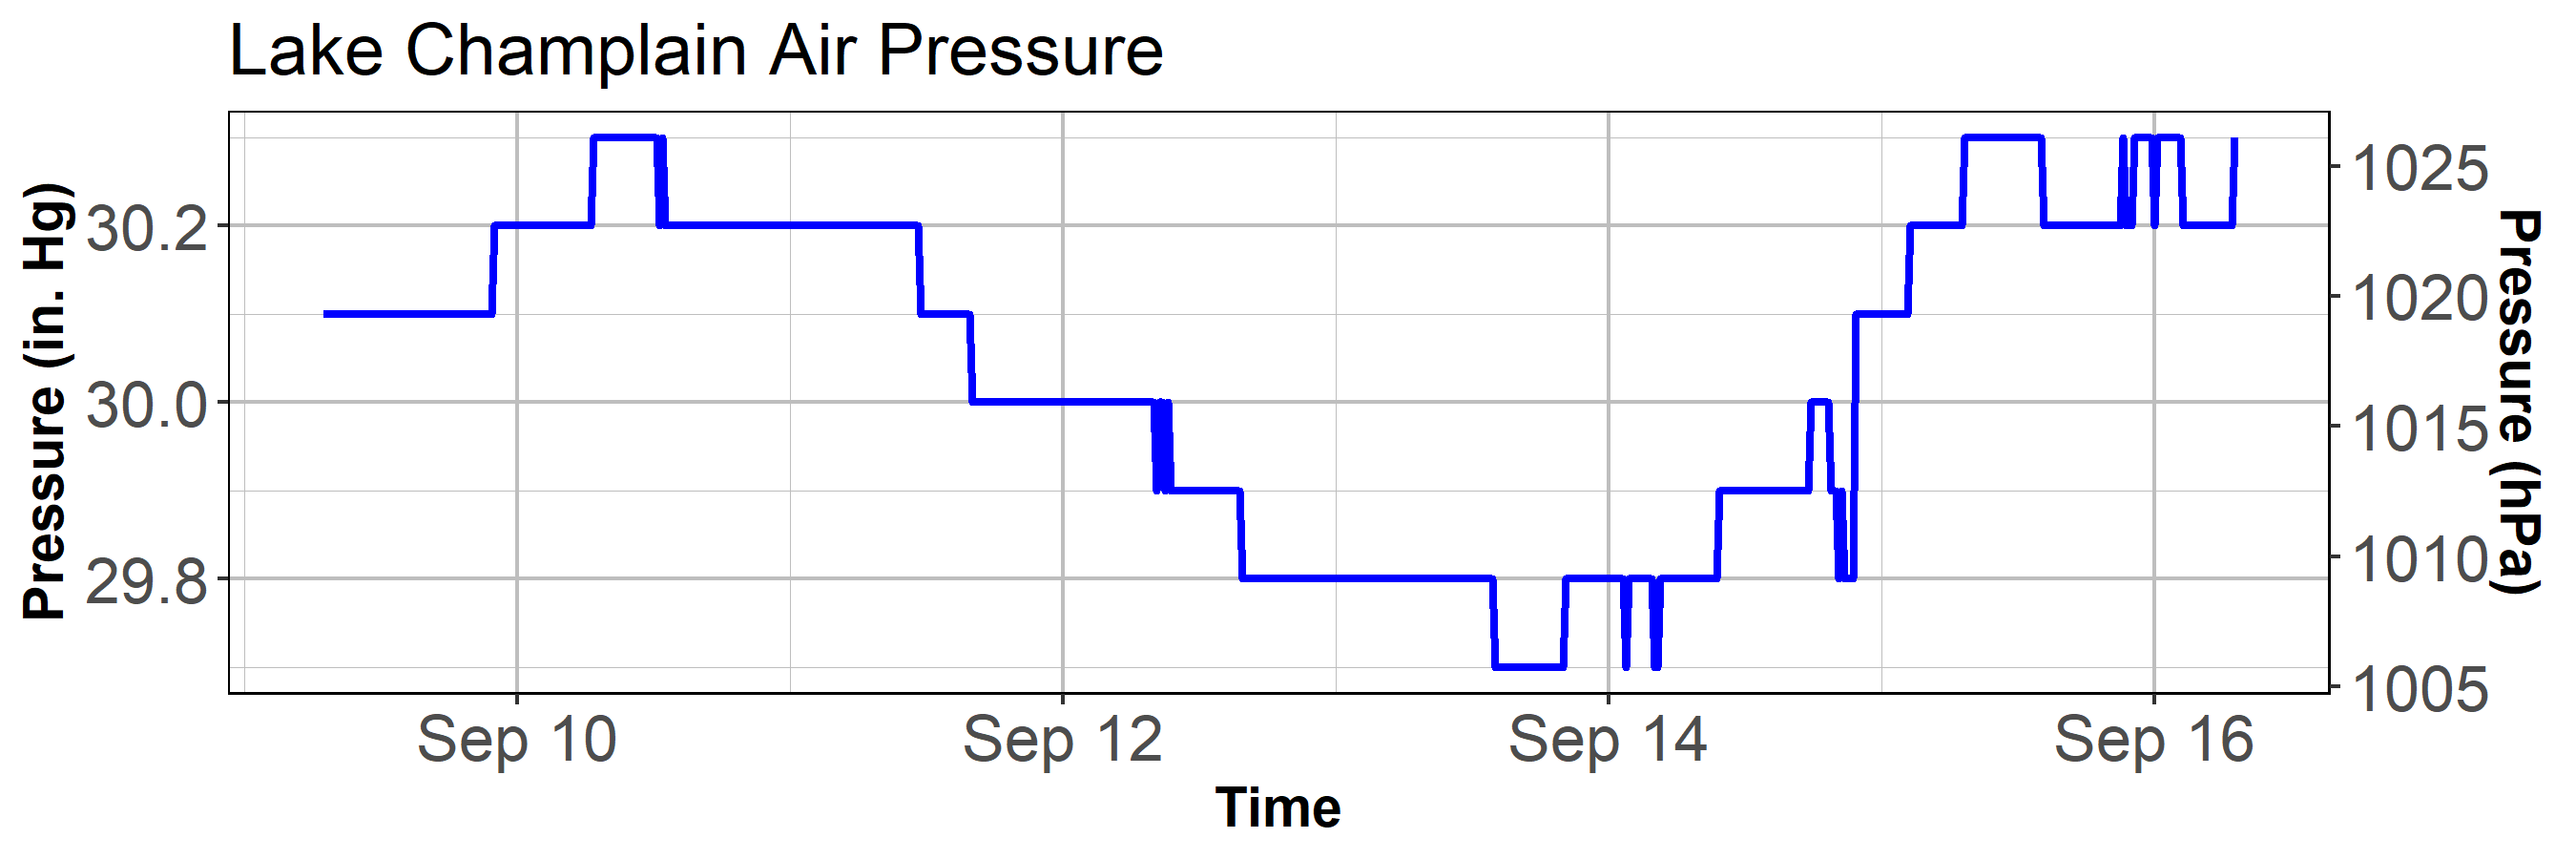 Lake Champlain Air Pressure
Pressure (in. Hg)
30.2
30.0
29.8
1025
1020
1015
1010
1005
Pressure (hPa)
Sep 10
Sep 12
Sep 14
Sep 16
Time